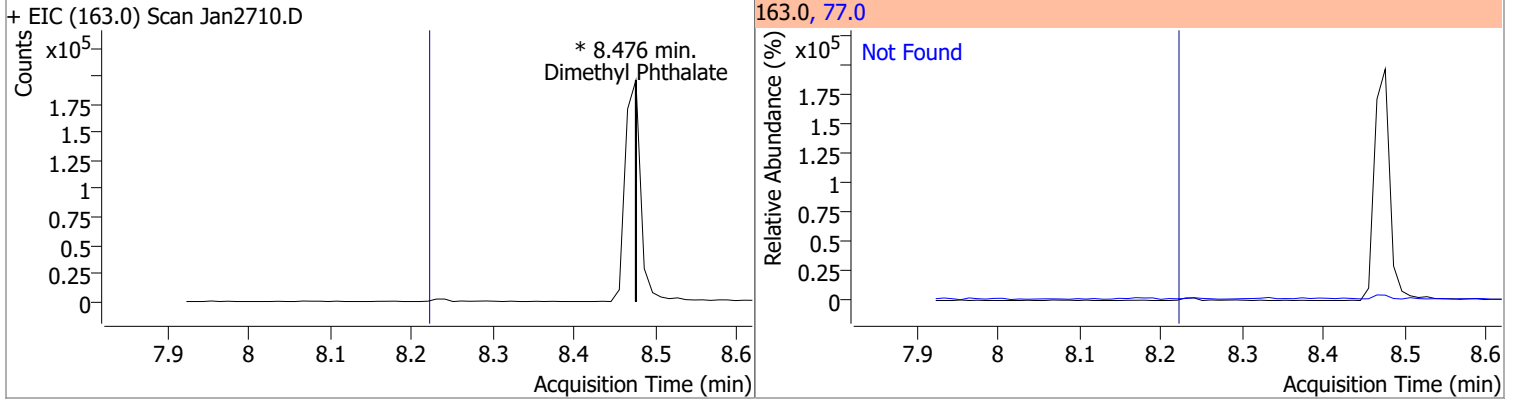 + EIC (163.0) Scan Jan2710.D
Counts
x10⁵
1.75
1.5
1.25
1
0.75
0.5
0.25
0
* 8.476 min.
Dimethyl Phthalate
7.9 8 8.1 8.2 8.3 8.4 8.5 8.6
Acquisition Time (min)
163.0, 77.0
Relative Abundance (%)
x10⁵
Not Found
1.75
1.5
1.25
1
0.75
0.5
0.25
0
7.9 8 8.1 8.2 8.3 8.4 8.5 8.6
Acquisition Time (min)